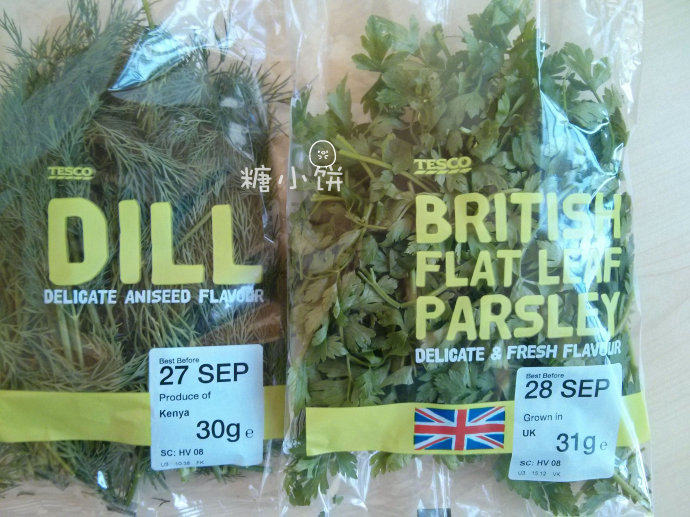 TESCO
DILL
DELICATE ANISEED FLAVOUR
Best Before
27 SEP
Produce of
Kenya
30g e
SC: HV 08
糖小饼
TESCO
BRITISH
FLAT LEAF
PARSLEY
DELICATE & FRESH FLAVOUR
Best Before
28 SEP
Grown in
UK
31g e
SC: HV 08